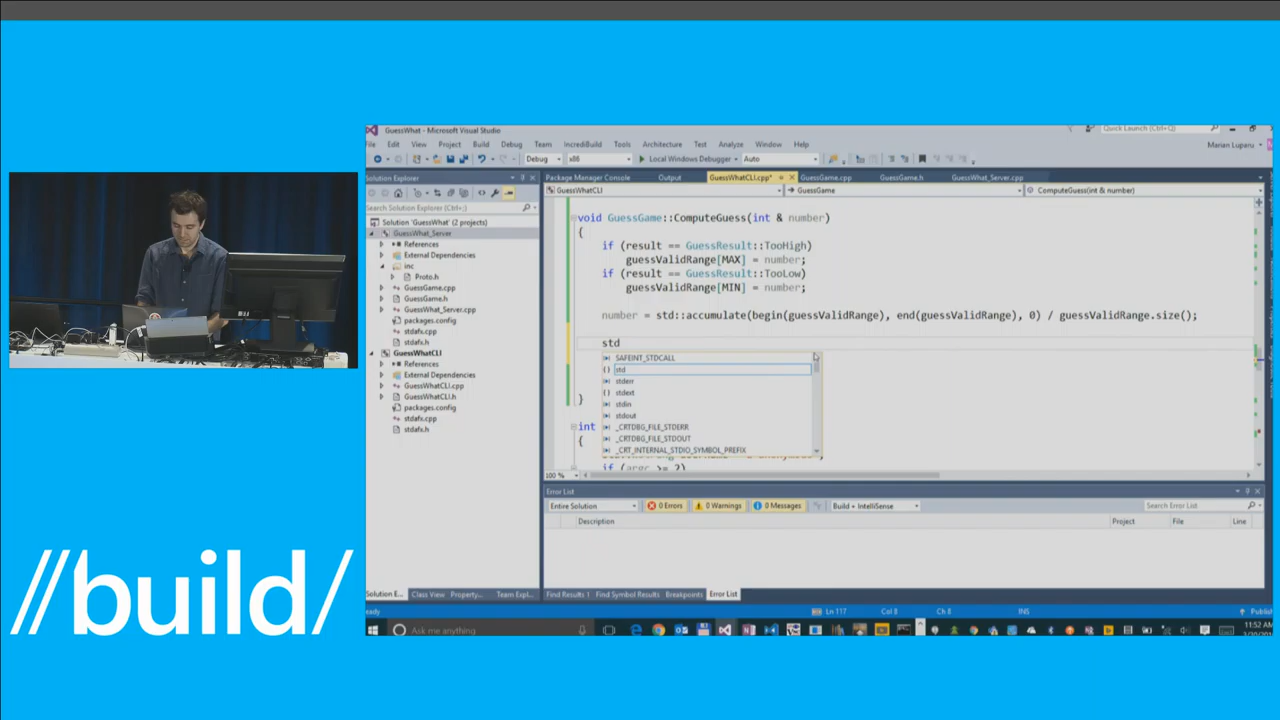 GuessWhat - Microsoft Visual Studio
Quick Launch (Ctrl+Q)
File Edit View Project Build Debug Team IncrediBuild Tools Architecture Test Analyze Window Help
Marian Luparu
Debug x86 Local Windows Debugger Auto
Solution Explorer
Search Solution Explorer (Ctrl+;)
Solution 'GuessWhat' (2 projects)
GuessWhat_Server
References
External Dependencies
inc
Proto.h
GuessGame.cpp
GuessGame.h
GuessWhat_Server.cpp
packages.config
stdafx.cpp
stdafx.h
GuessWhatCLI
References
External Dependencies
GuessWhatCLI.cpp
GuessWhatCLI.h
packages.config
stdafx.cpp
stdafx.h
Package Manager Console Output GuessWhatCLI.cpp* GuessGame.cpp GuessGame.h GuessWhat_Server.cpp
GuessWhatCLI GuessGame ComputeGuess(int & number)
void GuessGame::ComputeGuess(int & number)
{
if (result == GuessResult::TooHigh)
guessValidRange[MAX] = number;
if (result == GuessResult::TooLow)
guessValidRange[MIN] = number;
number = std::accumulate(begin(guessValidRange), end(guessValidRange), 0) / guessValidRange.size();
std
SAFEINT_STDCALL
std
stderr
stdext
stdin
stdout
_CRTDBG_FILE_STDERR
_CRTDBG_FILE_STDOUT
_CRT_INTERNAL_STDIO_SYMBOL_PREFIX
}
int
{
if (argc >= 2)
100 %
Error List
Entire Solution 0 Errors 0 Warnings 0 Messages Build + IntelliSense Search Error List
Description Project File Line
Solution E... Class View Property... Team Expl... Find Results 1 Find Symbol Results Breakpoints Error List
Ready Ln 117 Col 8 Ch 8 INS Publish
Ask me anything
11:52 AM
//build/